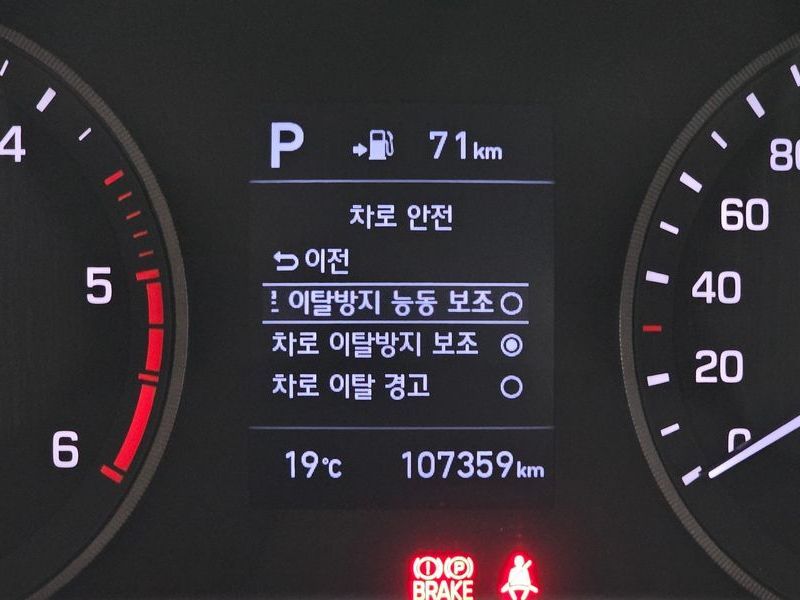 P 71km
차로 안전
이전
이탈방지 능동 보조
차로 이탈방지 보조
차로 이탈 경고
19℃ 107359km
4
5
6
80
60
40
20
0
(!) (P)
BRAKE